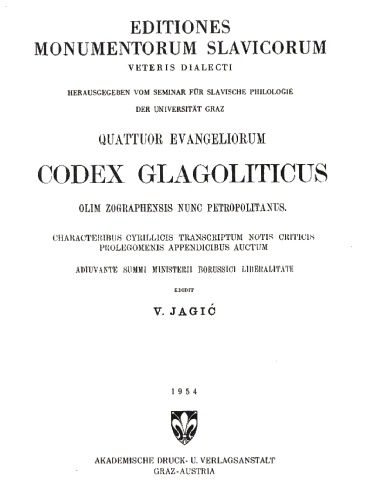 EDITIONES
MONUMENTORUM SLAVICORUM
VETERIS DIALECTI
HERAUSGEGEBEN VOM SEMINAR FÜR SLAVISCHE PHILOLOGIE
DER UNIVERSITÄT GRAZ
QUATTUOR EVANGELIORUM
CODEX GLAGOLITICUS
OLIM ZOGRAPHENSIS NUNC PETROPOLITANUS.
CHARACTERIBUS CYRILLICIS TRANSCRIPTUM NOTIS CRITICIS
PROLEGOMENIS APPENDICIBUS AUCTUM
ADIUVANTE SUMMI MINISTERII BORUSSICI LIBERALITATE
EDIDIT
V. JAGIĆ
1954
AKADEMISCHE DRUCK- U. VERLAGSANSTALT
GRAZ-AUSTRIA